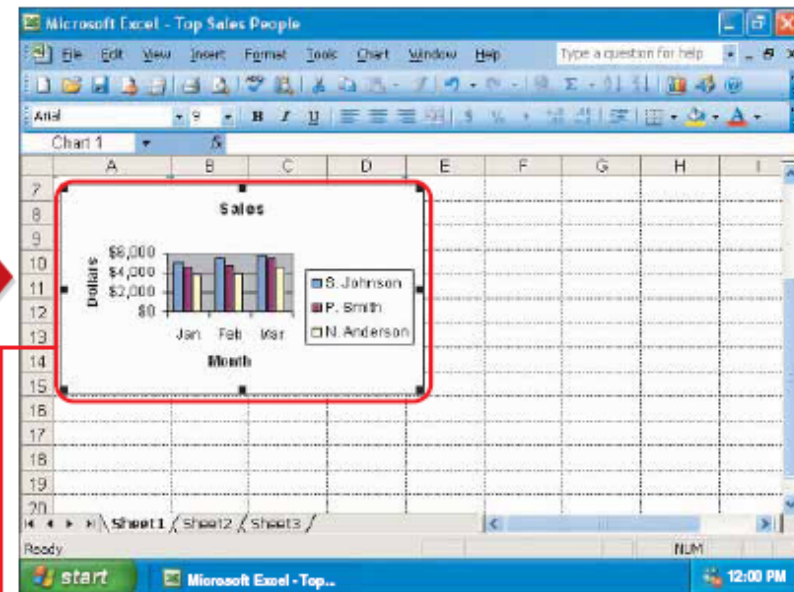 Microsoft Excel - Top Sales People
File Edit View Insert Format Tools Chart Window Help Type a question for help
Arial 9 B I U $ %
Chart 1 fx
A B C D E F G H I
7
8
9
10
11
12
13
14
15
16
17
18
19
20
Sales
Dollars
$6,000
$4,000
$2,000
$0
Jan Feb Mar
Month
S. Johnson
P. Smith
N. Anderson
Sheet1 Sheet2 Sheet3
Ready NUM
start Microsoft Excel - Top... 12:00 PM